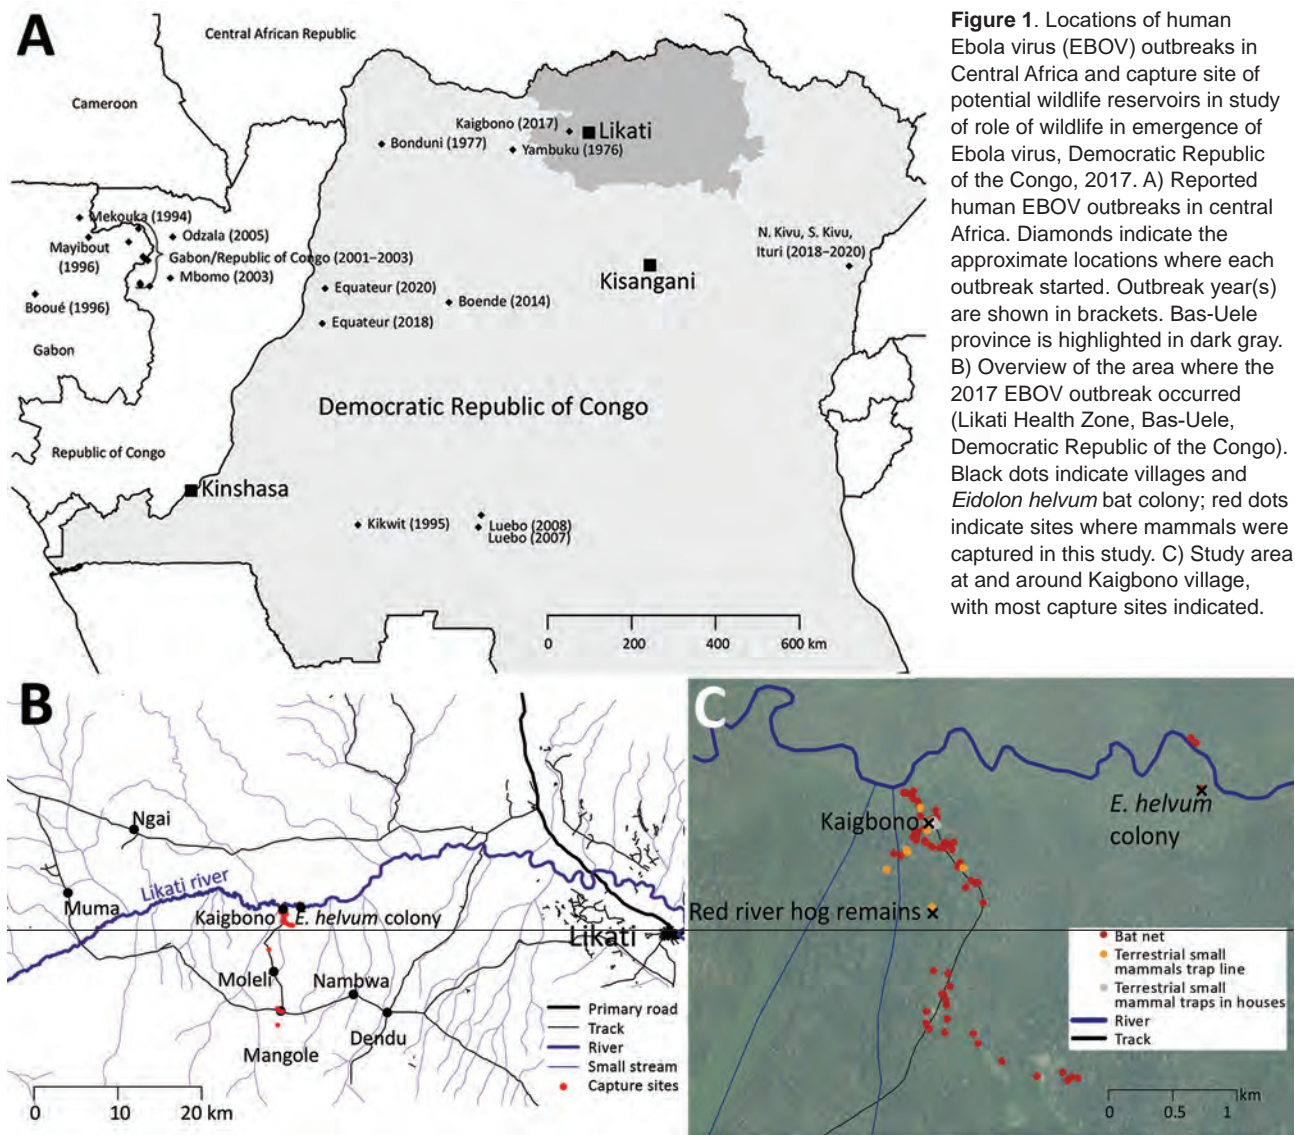 A
Central African Republic
Cameroon
Kaigbono (2017)
Likati
Bonduni (1977)
Yambuku (1976)
Mekouka (1994)
Odzala (2005)
Mayibout
(1996)
Gabon/Republic of Congo (2001–2003)
Mbomo (2003)
Booué (1996)
N. Kivu, S. Kivu,
Ituri (2018–2020)
Kisangani
Equateur (2020)
Boende (2014)
Equateur (2018)
Gabon
Democratic Republic of Congo
Republic of Congo
Kinshasa
Kikwit (1995)
Luebo (2008)
Luebo (2007)
0 200 400 600 km
Figure 1. Locations of human
Ebola virus (EBOV) outbreaks in
Central Africa and capture site of
potential wildlife reservoirs in study
of role of wildlife in emergence of
Ebola virus, Democratic Republic
of the Congo, 2017. A) Reported
human EBOV outbreaks in central
Africa. Diamonds indicate the
approximate locations where each
outbreak started. Outbreak year(s)
are shown in brackets. Bas-Uele
province is highlighted in dark gray.
B) Overview of the area where the
2017 EBOV outbreak occurred
(Likati Health Zone, Bas-Uele,
Democratic Republic of the Congo).
Black dots indicate villages and
Eidolon helvum bat colony; red dots
indicate sites where mammals were
captured in this study. C) Study area
at and around Kaigbono village,
with most capture sites indicated.
B
Ngai
Likati river
Muma
Kaigbono
E. helvum colony
Likati
Moleli
Nambwa
Dendu
Mangole
Primary road
Track
River
Small stream
Capture sites
0 10 20 km
C
Kaigbono
E. helvum
colony
Red river hog remains
Bat net
Terrestrial small
mammals trap line
Terrestrial small
mammal traps in houses
River
Track
0 0.5 1 km